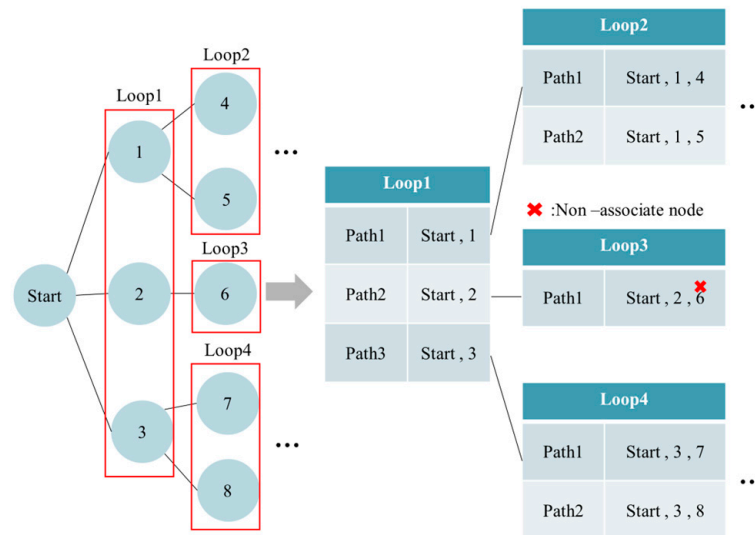 Loop1
Loop2
Start
1
2
3
4
5
...
Loop3
6
Loop4
7
8
...
Loop1
Path1 Start , 1
Path2 Start , 2
Path3 Start , 3
Loop2
Path1 Start , 1 , 4
Path2 Start , 1 , 5
...
✖ :Non –associate node
Loop3
Path1 Start , 2 , 6
Loop4
Path1 Start , 3 , 7
Path2 Start , 3 , 8
...